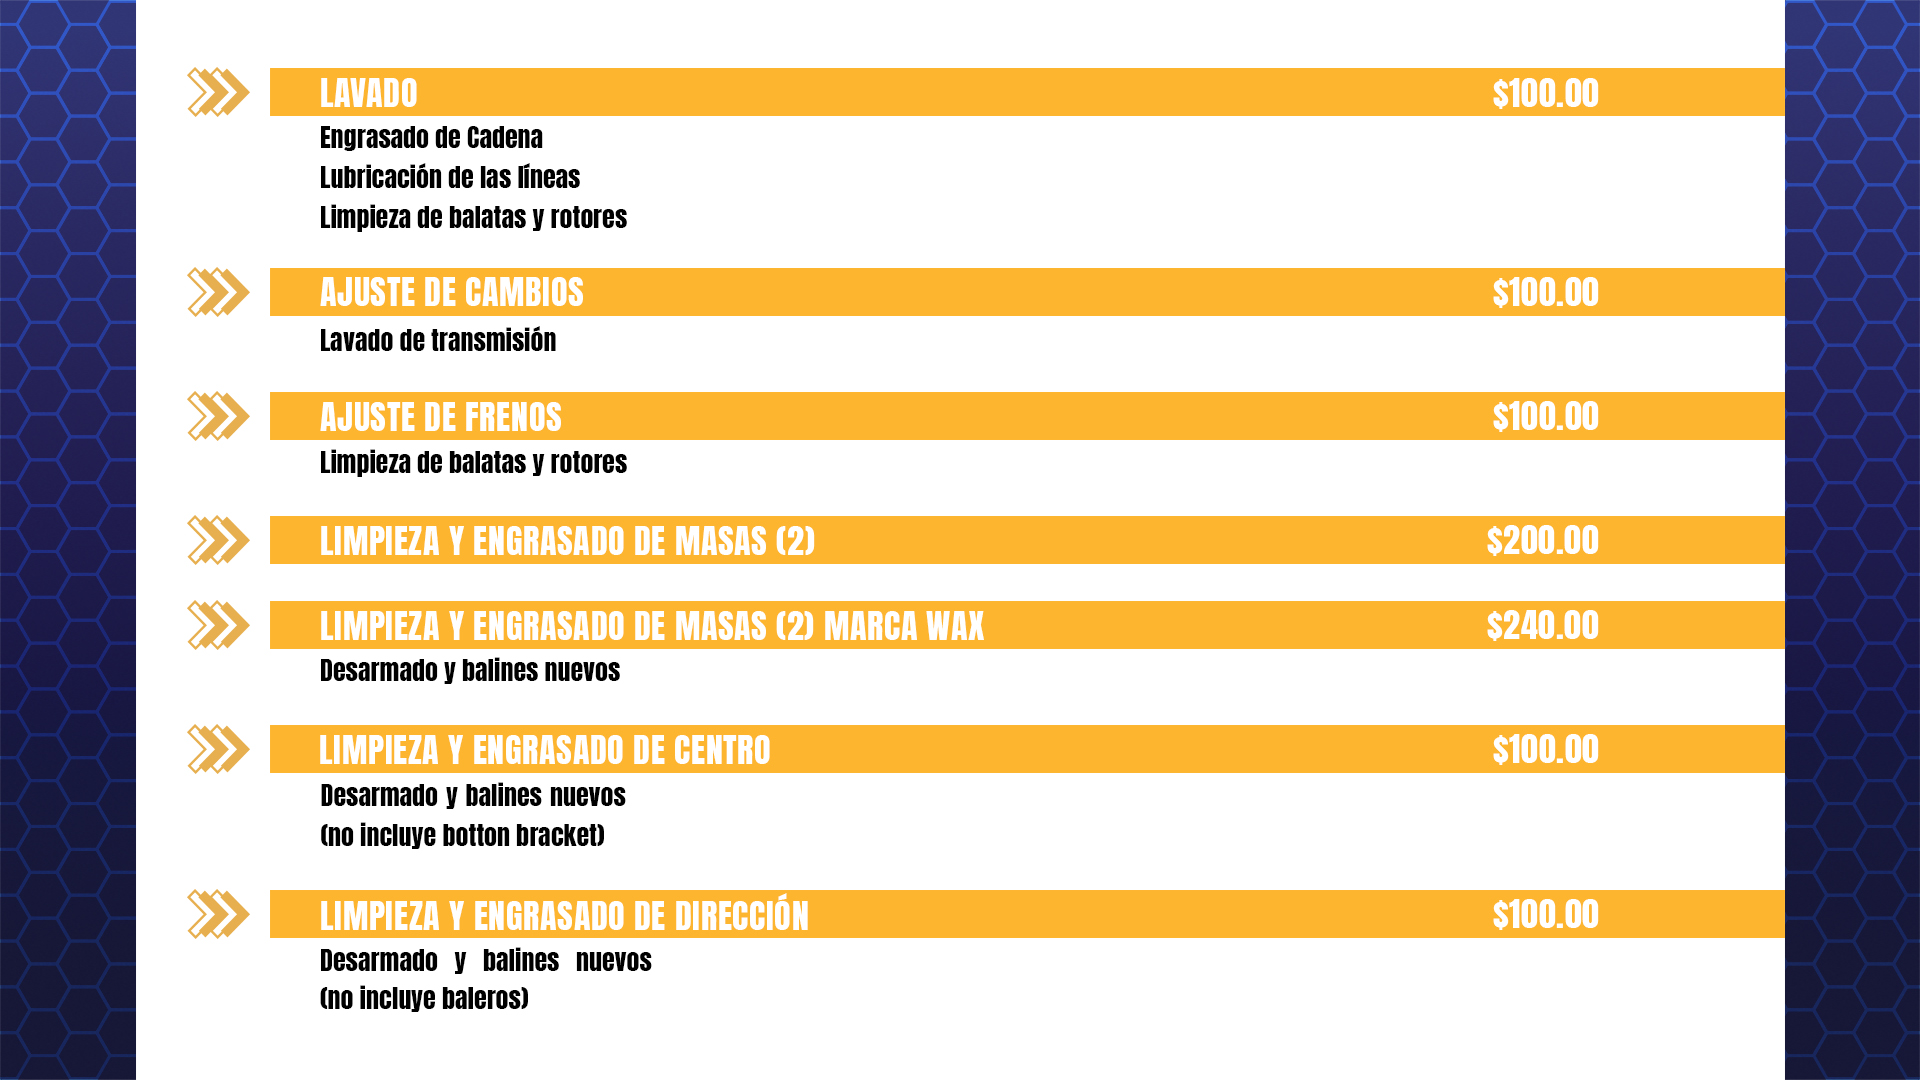 LAVADO $100.00
Engrasado de Cadena
Lubricación de las líneas
Limpieza de balatas y rotores
AJUSTE DE CAMBIOS $100.00
Lavado de transmisión
AJUSTE DE FRENOS $100.00
Limpieza de balatas y rotores
LIMPIEZA Y ENGRASADO DE MASAS (2) $200.00
LIMPIEZA Y ENGRASADO DE MASAS (2) MARCA WAX $240.00
Desarmado y balines nuevos
LIMPIEZA Y ENGRASADO DE CENTRO $100.00
Desarmado y balines nuevos
(no incluye botton bracket)
LIMPIEZA Y ENGRASADO DE DIRECCIÓN $100.00
Desarmado y balines nuevos
(no incluye baleros)